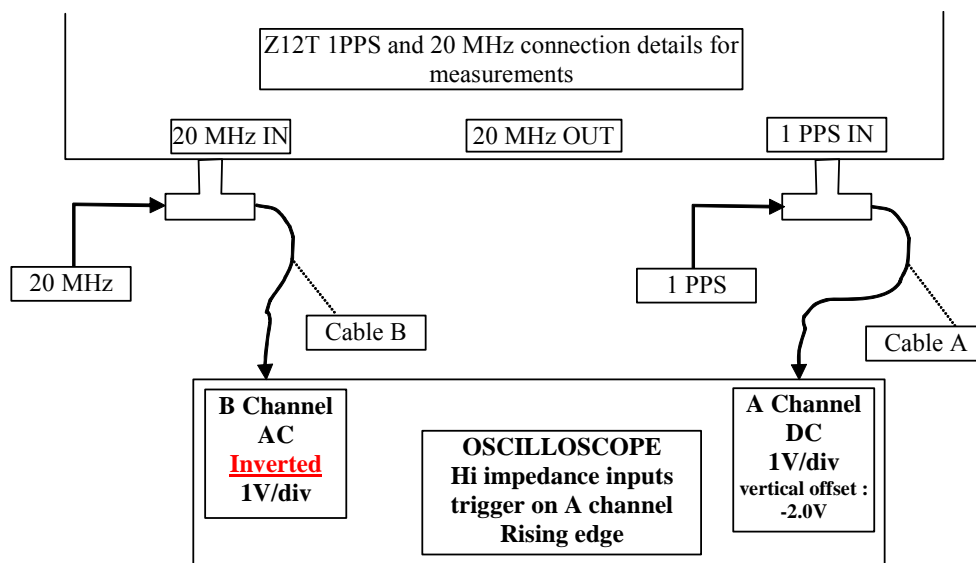 Z12T 1PPS and 20 MHz connection details for
measurements
20 MHz IN
20 MHz OUT
1 PPS IN
20 MHz
1 PPS
Cable B
Cable A
B Channel
AC
Inverted
1V/div
OSCILLOSCOPE
Hi impedance inputs
trigger on A channel
Rising edge
A Channel
DC
1V/div
vertical offset :
-2.0V